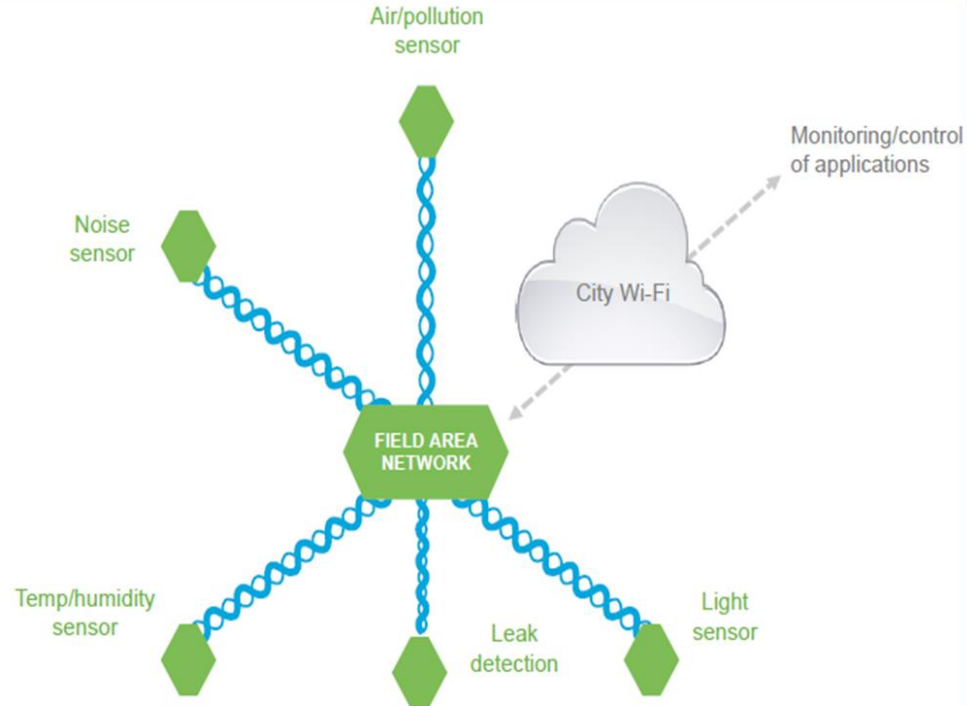 Air/pollution
sensor
Monitoring/control
of applications
Noise
sensor
City Wi-Fi
FIELD AREA
NETWORK
Temp/humidity
sensor
Leak
detection
Light
sensor